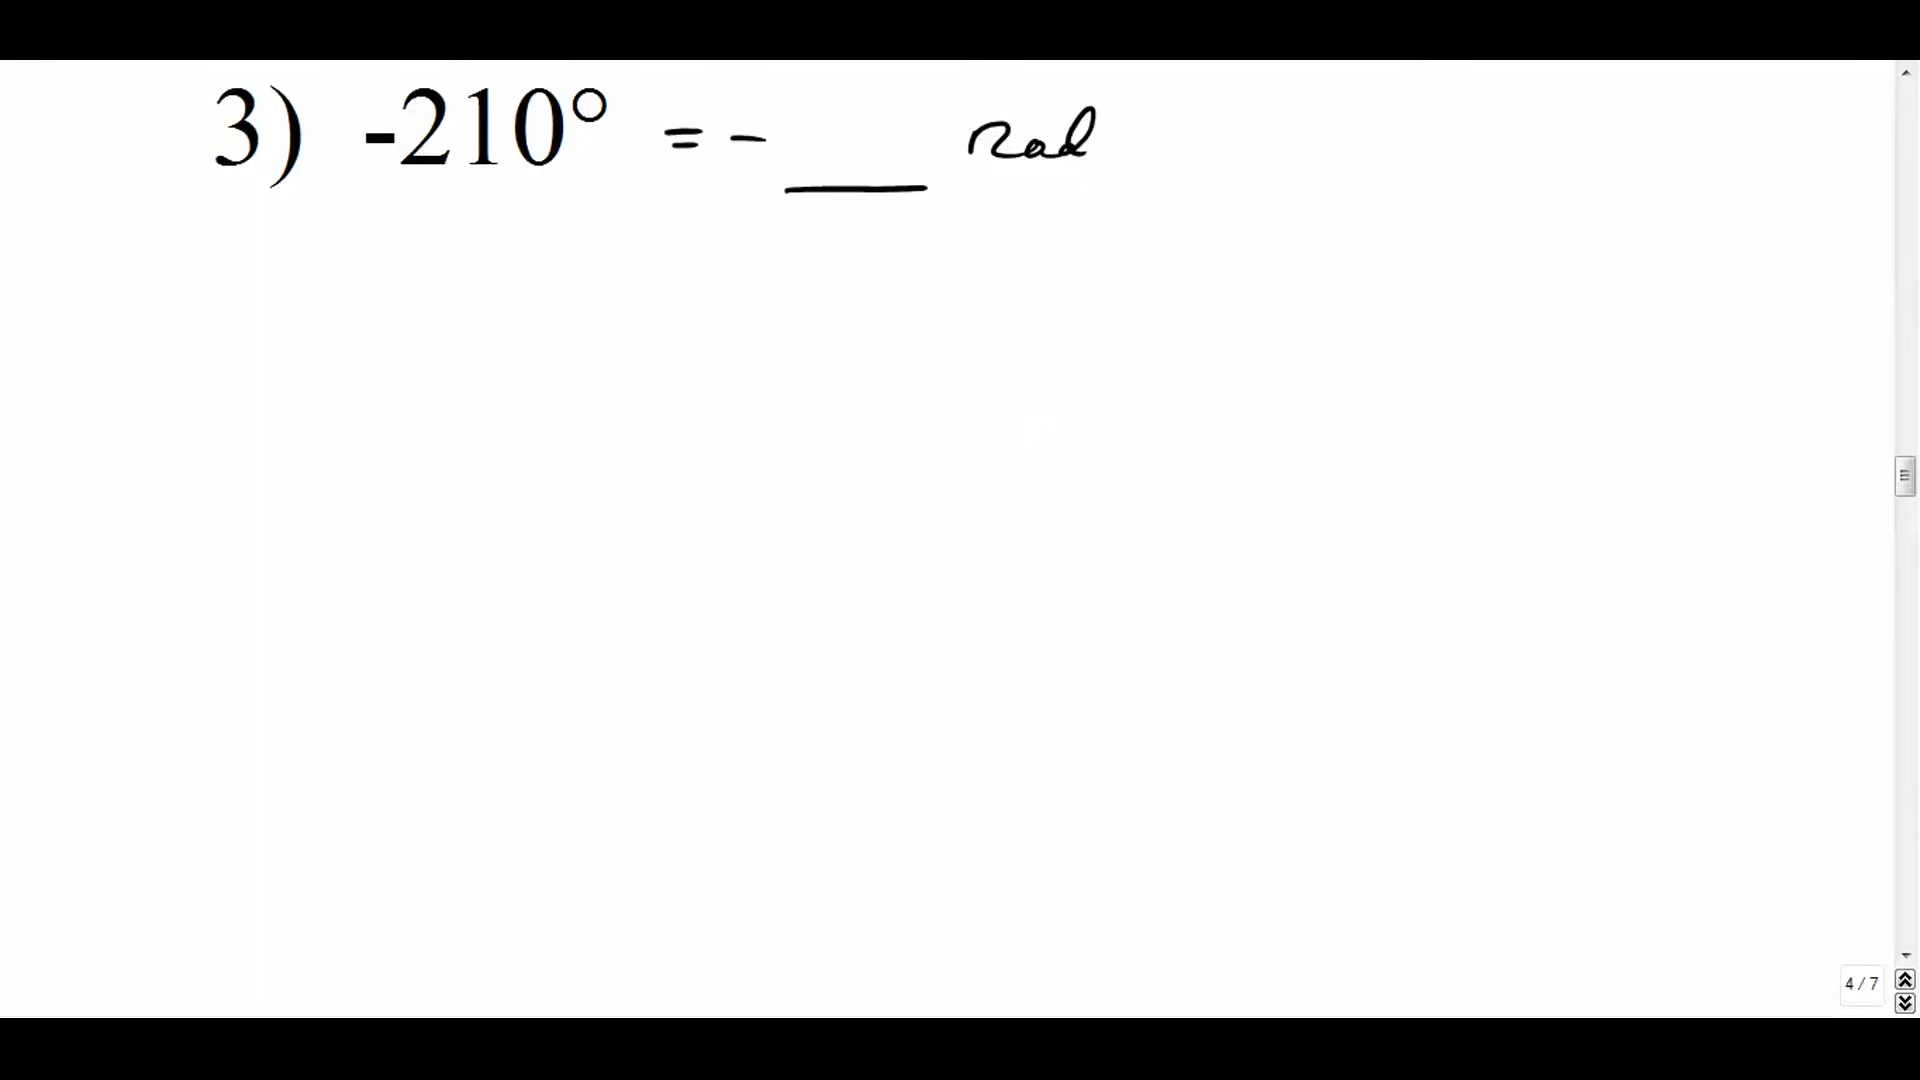 3) -210° = - ____ Rad
4 / 7